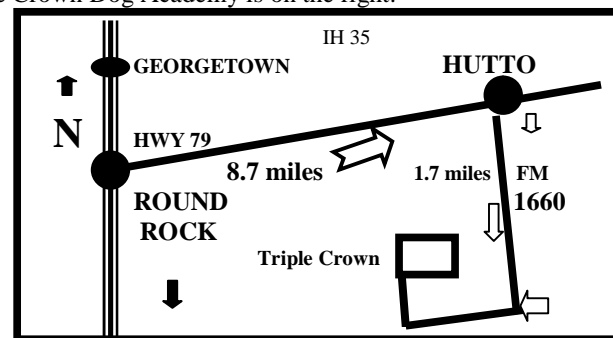 Crown Dog Academy is on the right.
IH 35
GEORGETOWN
HUTTO
N
HWY 79
8.7 miles
1.7 miles
FM
1660
ROUND
ROCK
Triple Crown